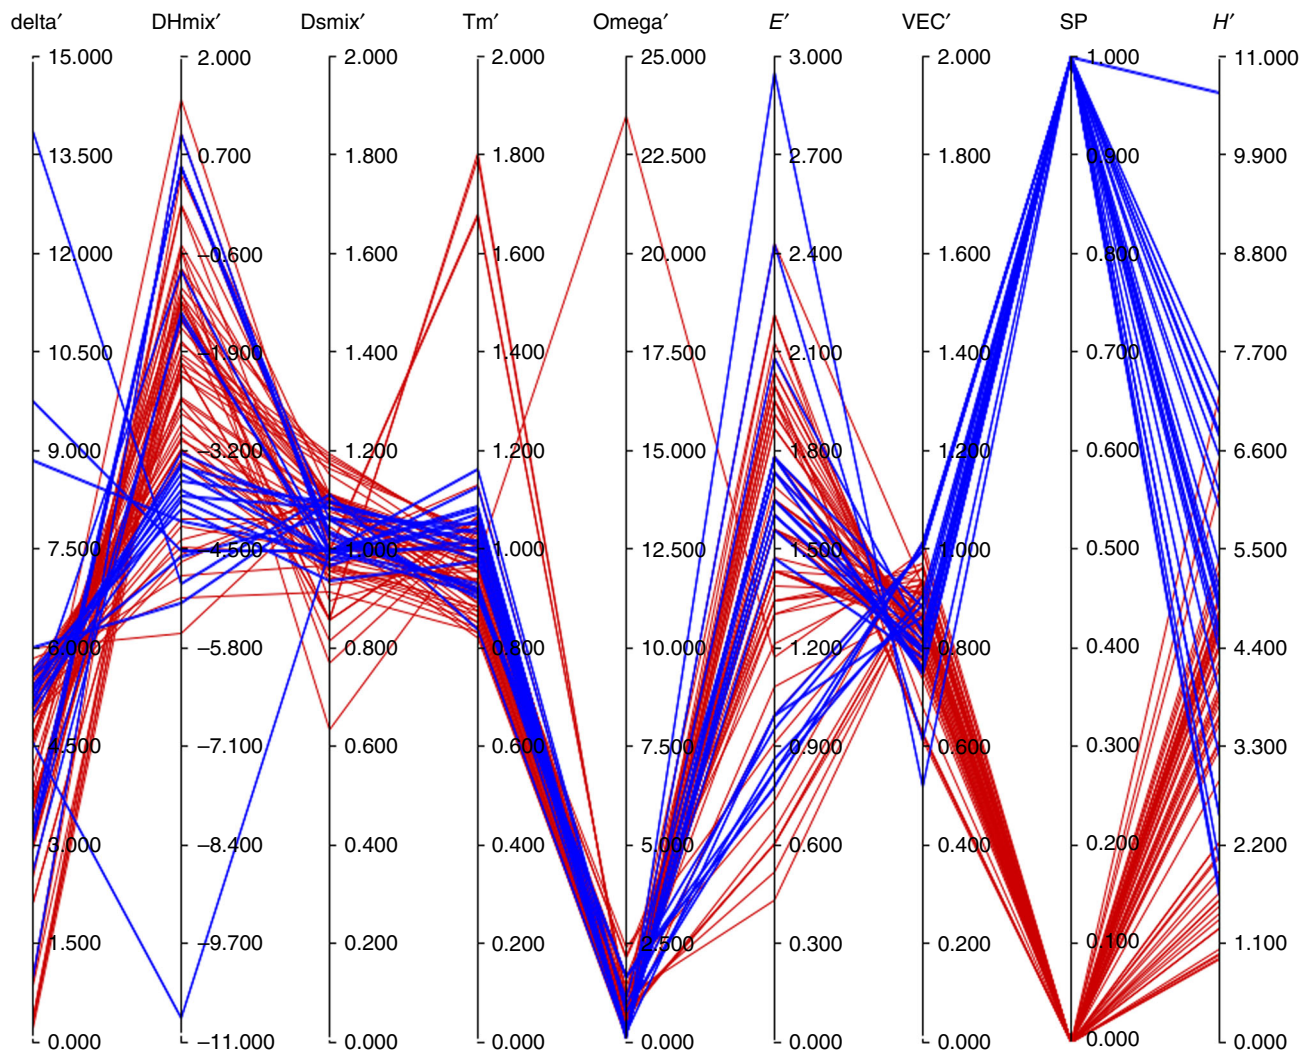 delta′ DHmix′ Dsmix′ Tm′ Omega′ E′ VEC′ SP H′
15.000 2.000 2.000 2.000 25.000 3.000 2.000 1.000 11.000
13.500 0.700 1.800 1.800 22.500 2.700 1.800 0.900 9.900
12.000 −0.600 1.600 1.600 20.000 2.400 1.600 0.800 8.800
10.500 −1.900 1.400 1.400 17.500 2.100 1.400 0.700 7.700
9.000 −3.200 1.200 1.200 15.000 1.800 1.200 0.600 6.600
7.500 −4.500 1.000 1.000 12.500 1.500 1.000 0.500 5.500
6.000 −5.800 0.800 0.800 10.000 1.200 0.800 0.400 4.400
4.500 −7.100 0.600 0.600 7.500 0.900 0.600 0.300 3.300
3.000 −8.400 0.400 0.400 5.000 0.600 0.400 0.200 2.200
1.500 −9.700 0.200 0.200 2.500 0.300 0.200 0.100 1.100
0.000 −11.000 0.000 0.000 0.000 0.000 0.000 0.000 0.000